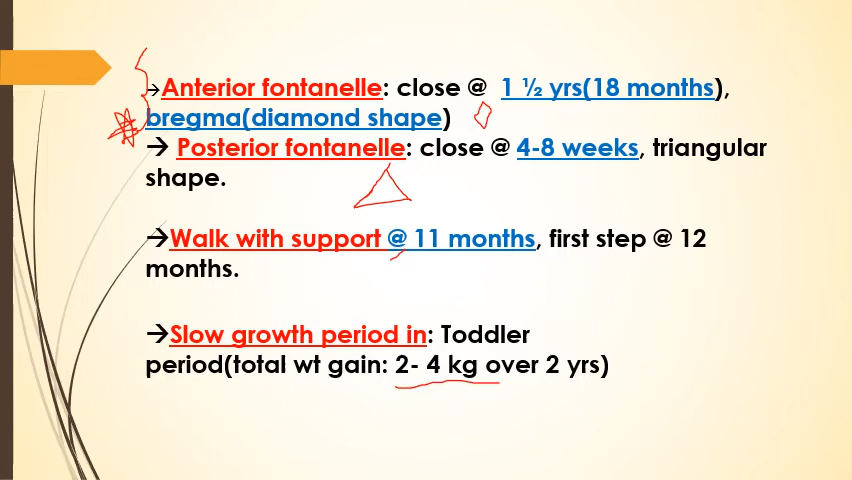 →Anterior fontanelle: close @ 1 ½ yrs(18 months),
bregma(diamond shape)
→ Posterior fontanelle: close @ 4-8 weeks, triangular
shape.
→Walk with support @ 11 months, first step @ 12
months.
→Slow growth period in: Toddler
period(total wt gain: 2- 4 kg over 2 yrs)